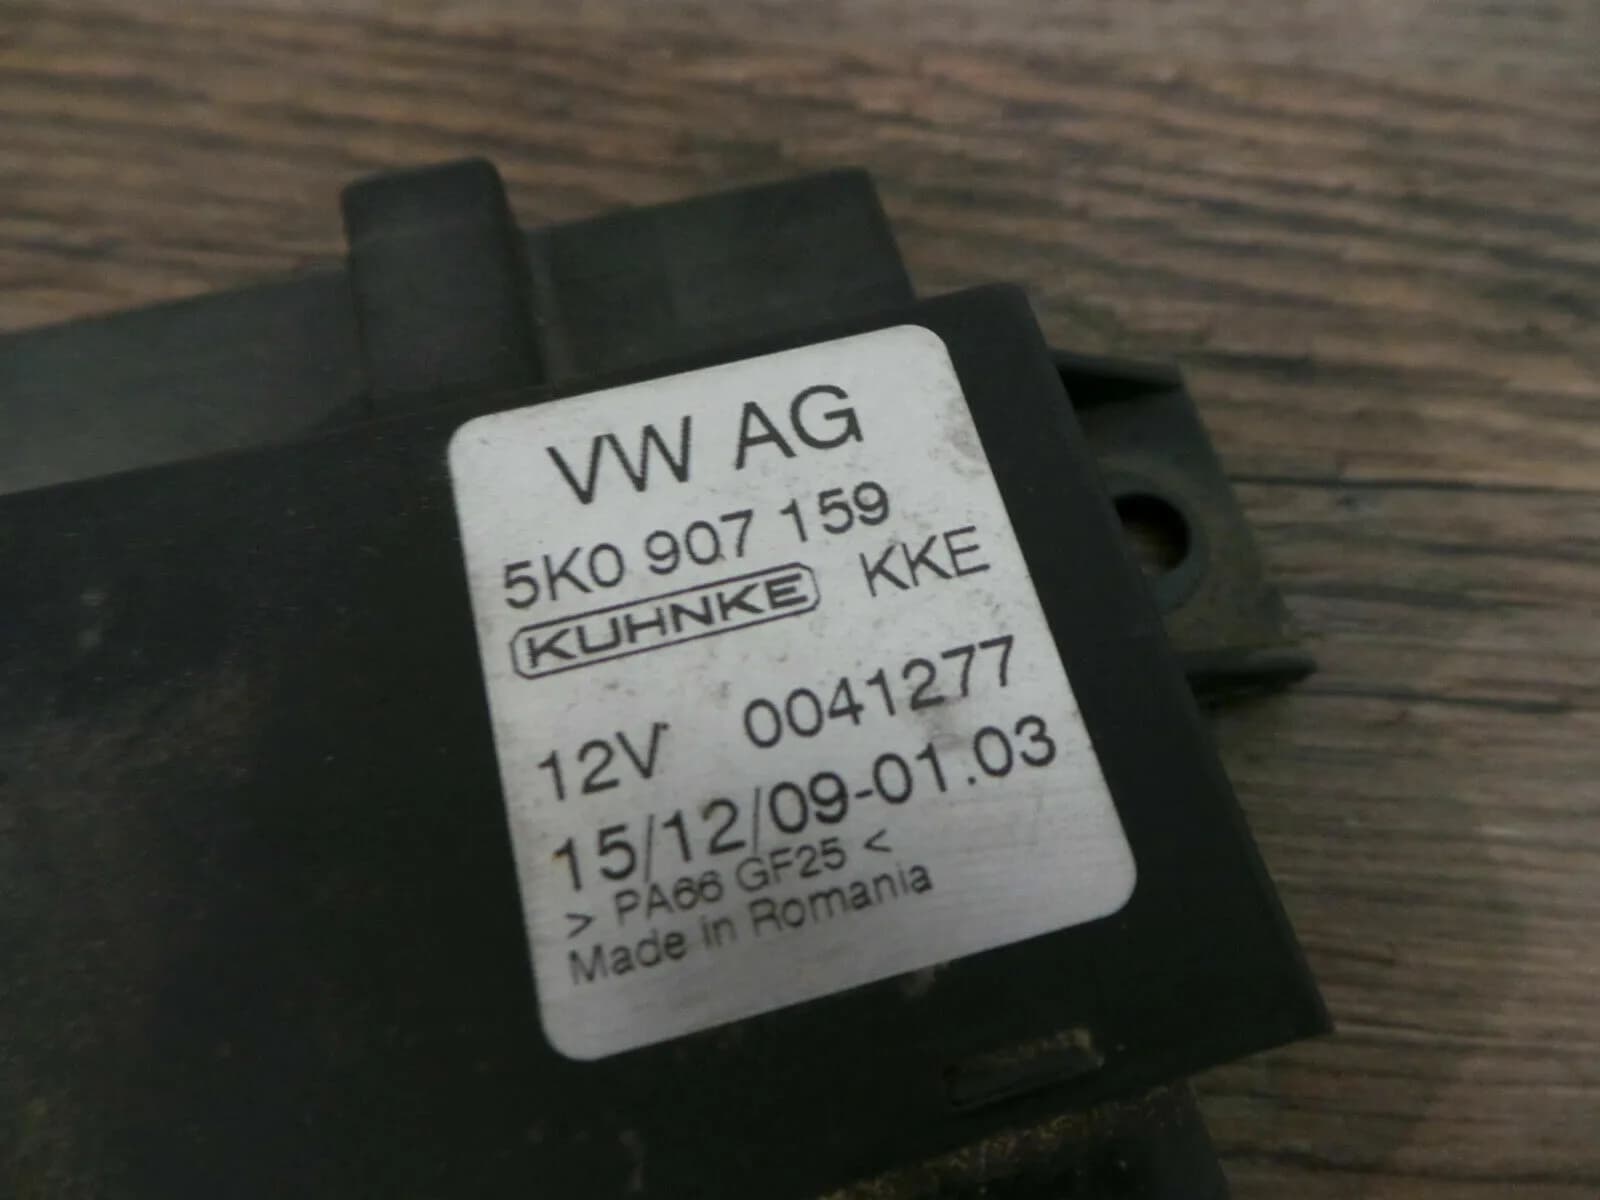 VW AG
5K0 907 159
KUHNKE KKE
12V 0041277
15/12/09-01.03
> PA66 GF25 <
Made in Romania